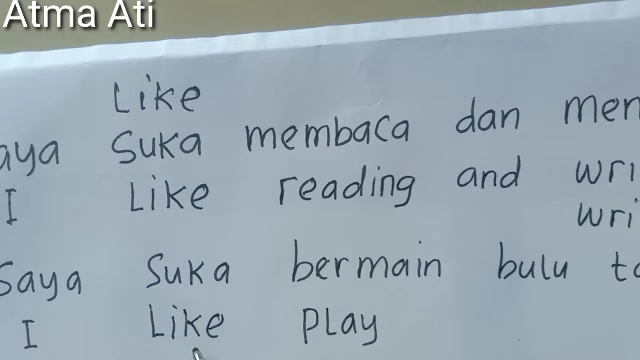 Atma Ati
Like
aya Suka membaca dan men
I Like reading and wri
wri
Saya Suka bermain bulu ta
I Like Play